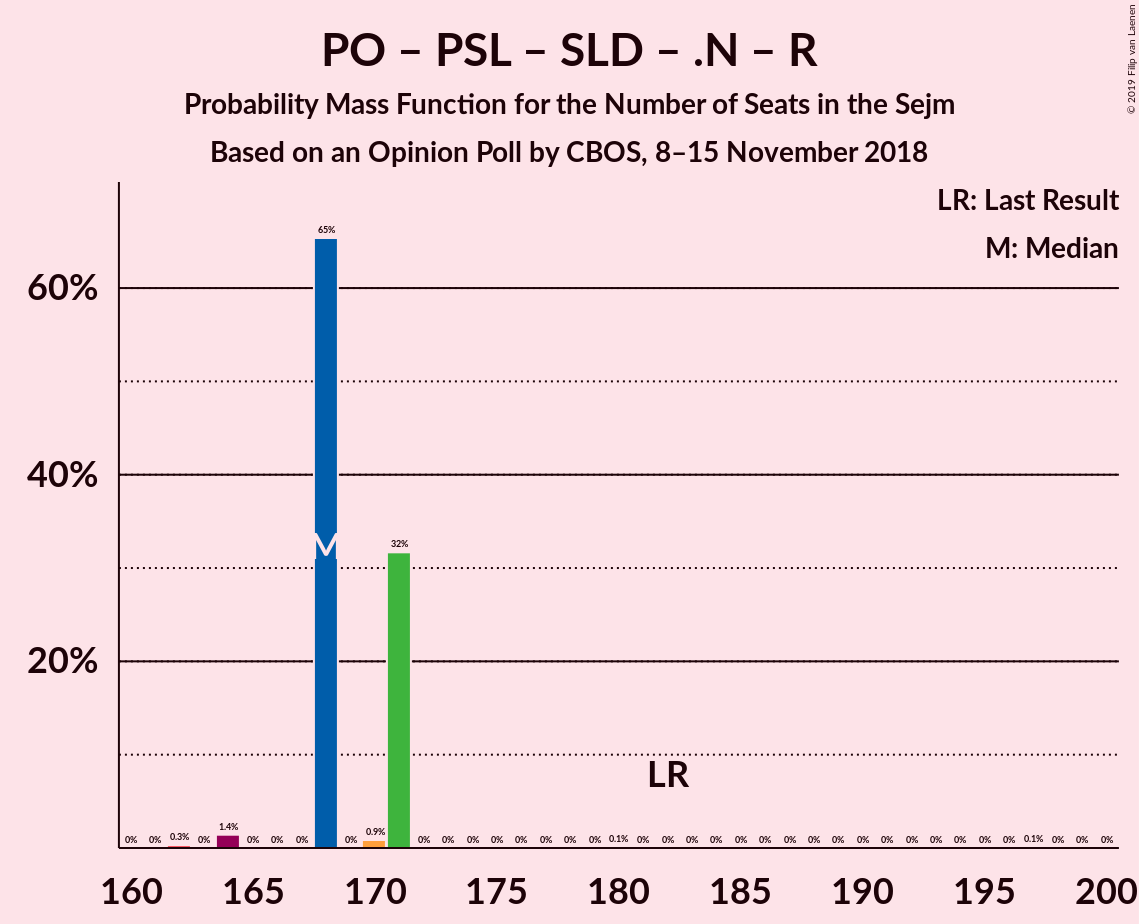 PO – PSL – SLD – .N – R
Probability Mass Function for the Number of Seats in the Sejm
Based on an Opinion Poll by CBOS, 8–15 November 2018
© 2019 Filip van Laenen
LR: Last Result
M: Median
60%
40%
20%
65%
M
32%
LR
0% 0% 0.3% 0% 1.4% 0% 0% 0% 0% 0.9% 0% 0% 0% 0% 0% 0% 0% 0% 0.1% 0% 0% 0% 0% 0% 0% 0% 0% 0% 0% 0% 0% 0% 0% 0% 0% 0.1% 0% 0% 0%
160 165 170 175 180 185 190 195 200